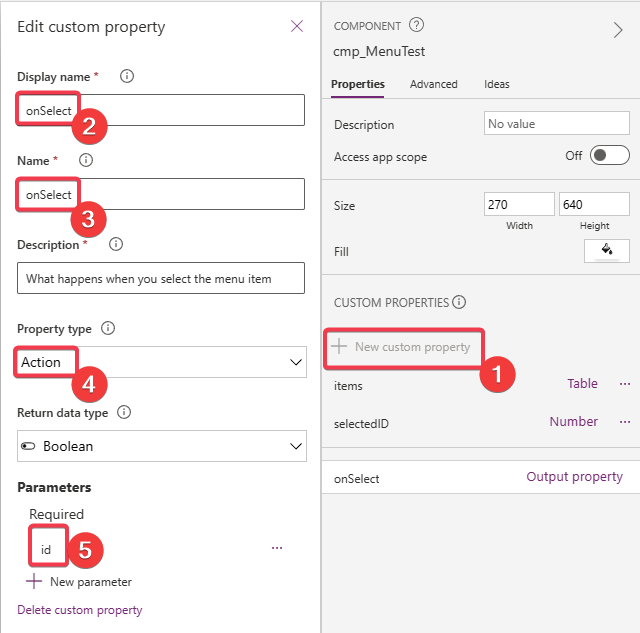 Edit custom property
Display name *
onSelect
2
Name *
onSelect
3
Description *
What happens when you select the menu item
Property type
Action
4
Return data type
Boolean
Parameters
Required
id
5
New parameter
Delete custom property
COMPONENT
cmp_MenuTest
Properties Advanced Ideas
Description No value
Access app scope Off
Size 270 640
Width Height
Fill
CUSTOM PROPERTIES
New custom property
1
items Table
selectedID Number
onSelect Output property